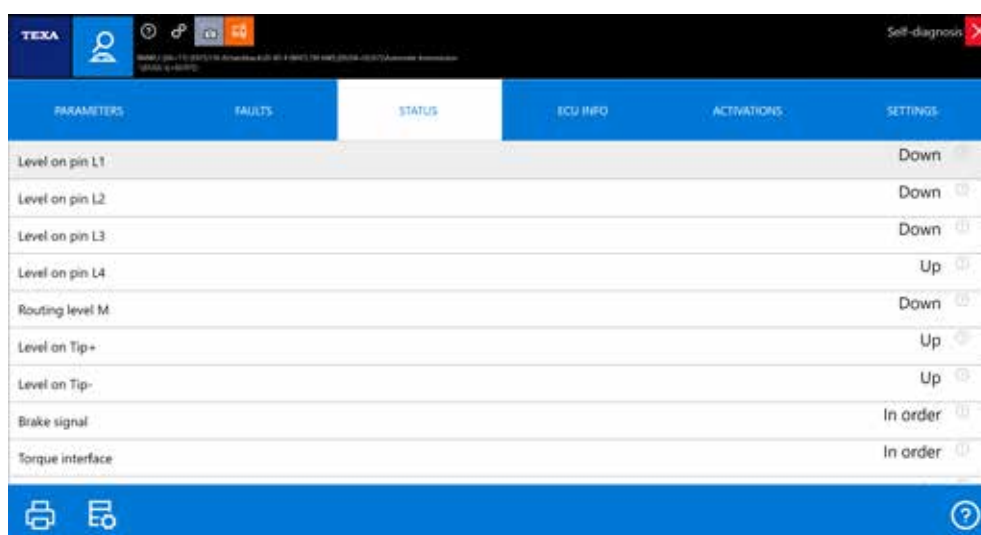 TEXA
Self-diagnosis
PARAMETERS FAULTS STATUS ECU INFO ACTIVATIONS SETTINGS
Level on pin L1 Down
Level on pin L2 Down
Level on pin L3 Down
Level on pin L4 Up
Routing level M Down
Level on Tip+ Up
Level on Tip- Up
Brake signal In order
Torque interface In order